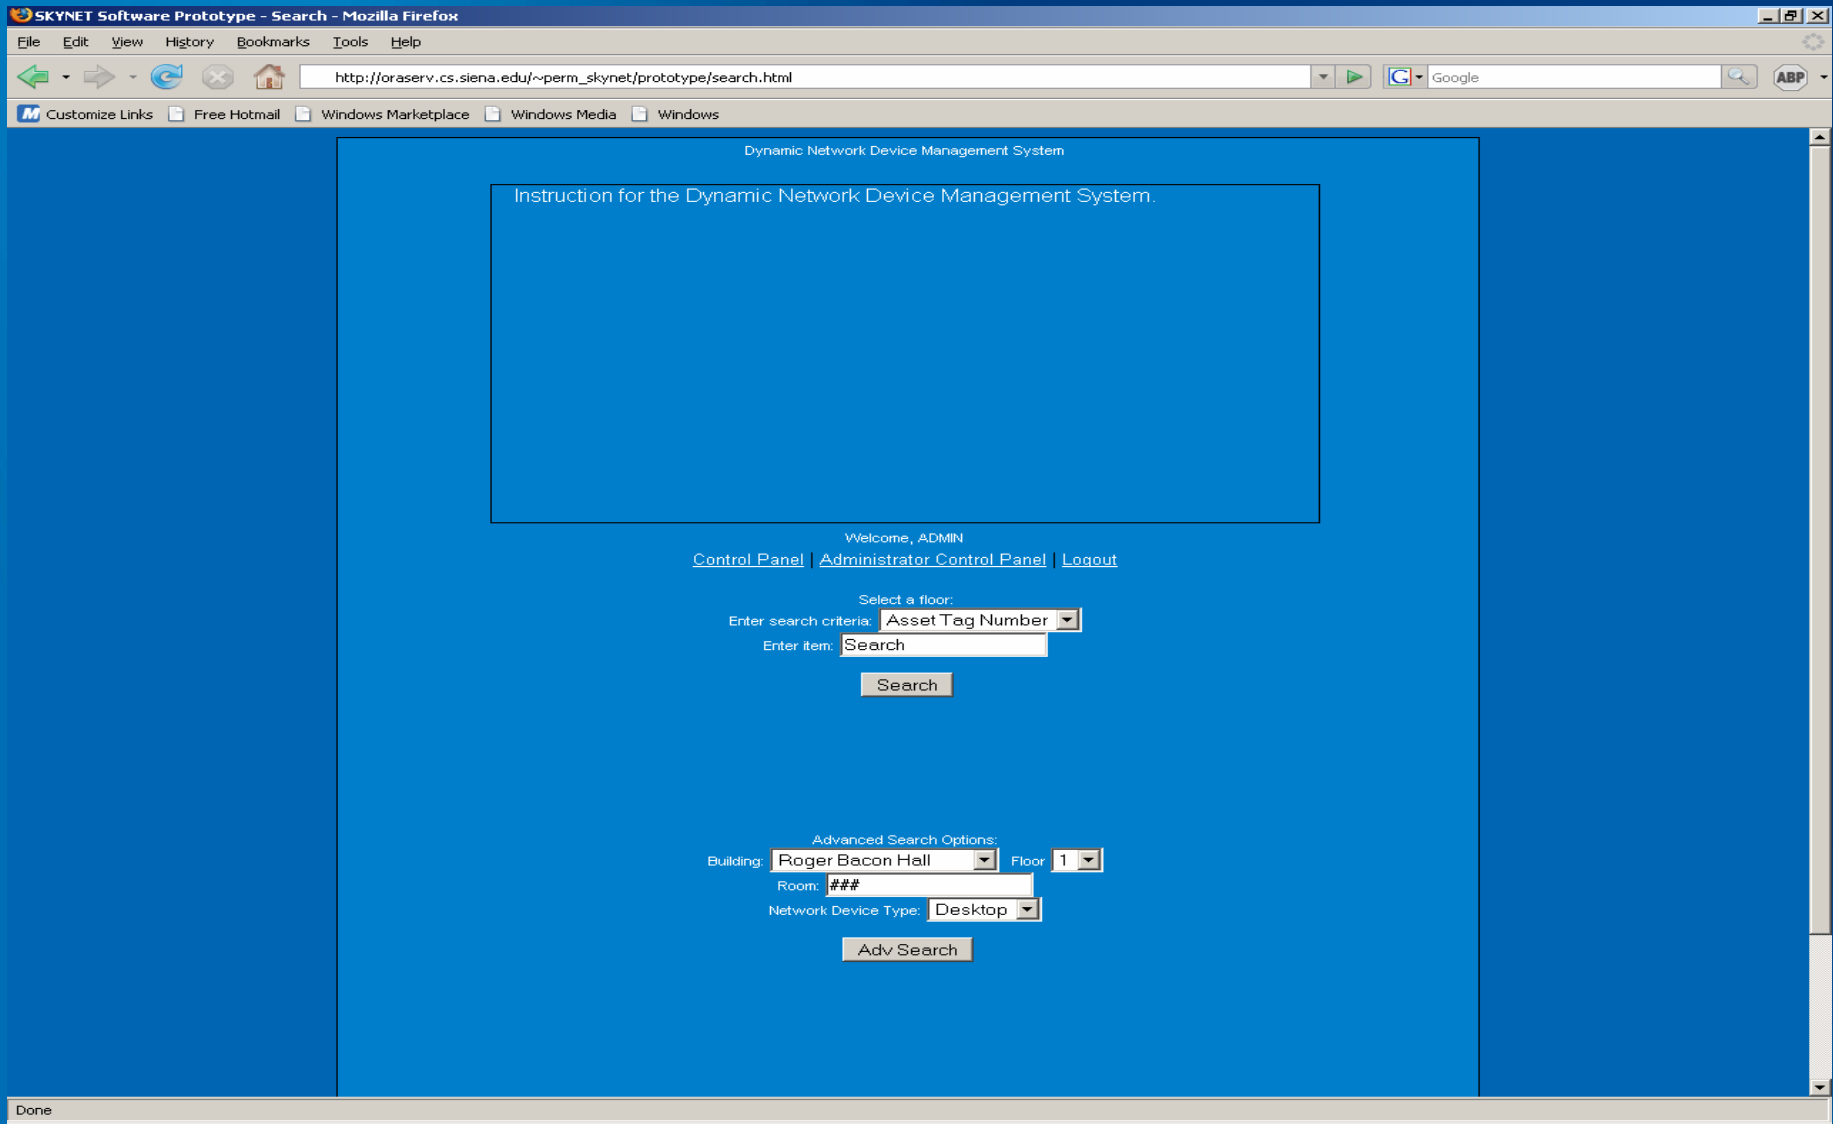 SKYNET Software Prototype - Search - Mozilla Firefox
File Edit View History Bookmarks Tools Help
http://oraserv.cs.siena.edu/~perm_skynet/prototype/search.html G Google ABP
M Customize Links Free Hotmail Windows Marketplace Windows Media Windows
Dynamic Network Device Management System
Instruction for the Dynamic Network Device Management System.
Welcome, ADMIN
Control Panel | Administrator Control Panel | Logout
Select a floor:
Enter search criteria: Asset Tag Number
Enter item: Search
Search
Advanced Search Options:
Building: Roger Bacon Hall Floor 1
Room: ###
Network Device Type: Desktop
Adv Search
Done